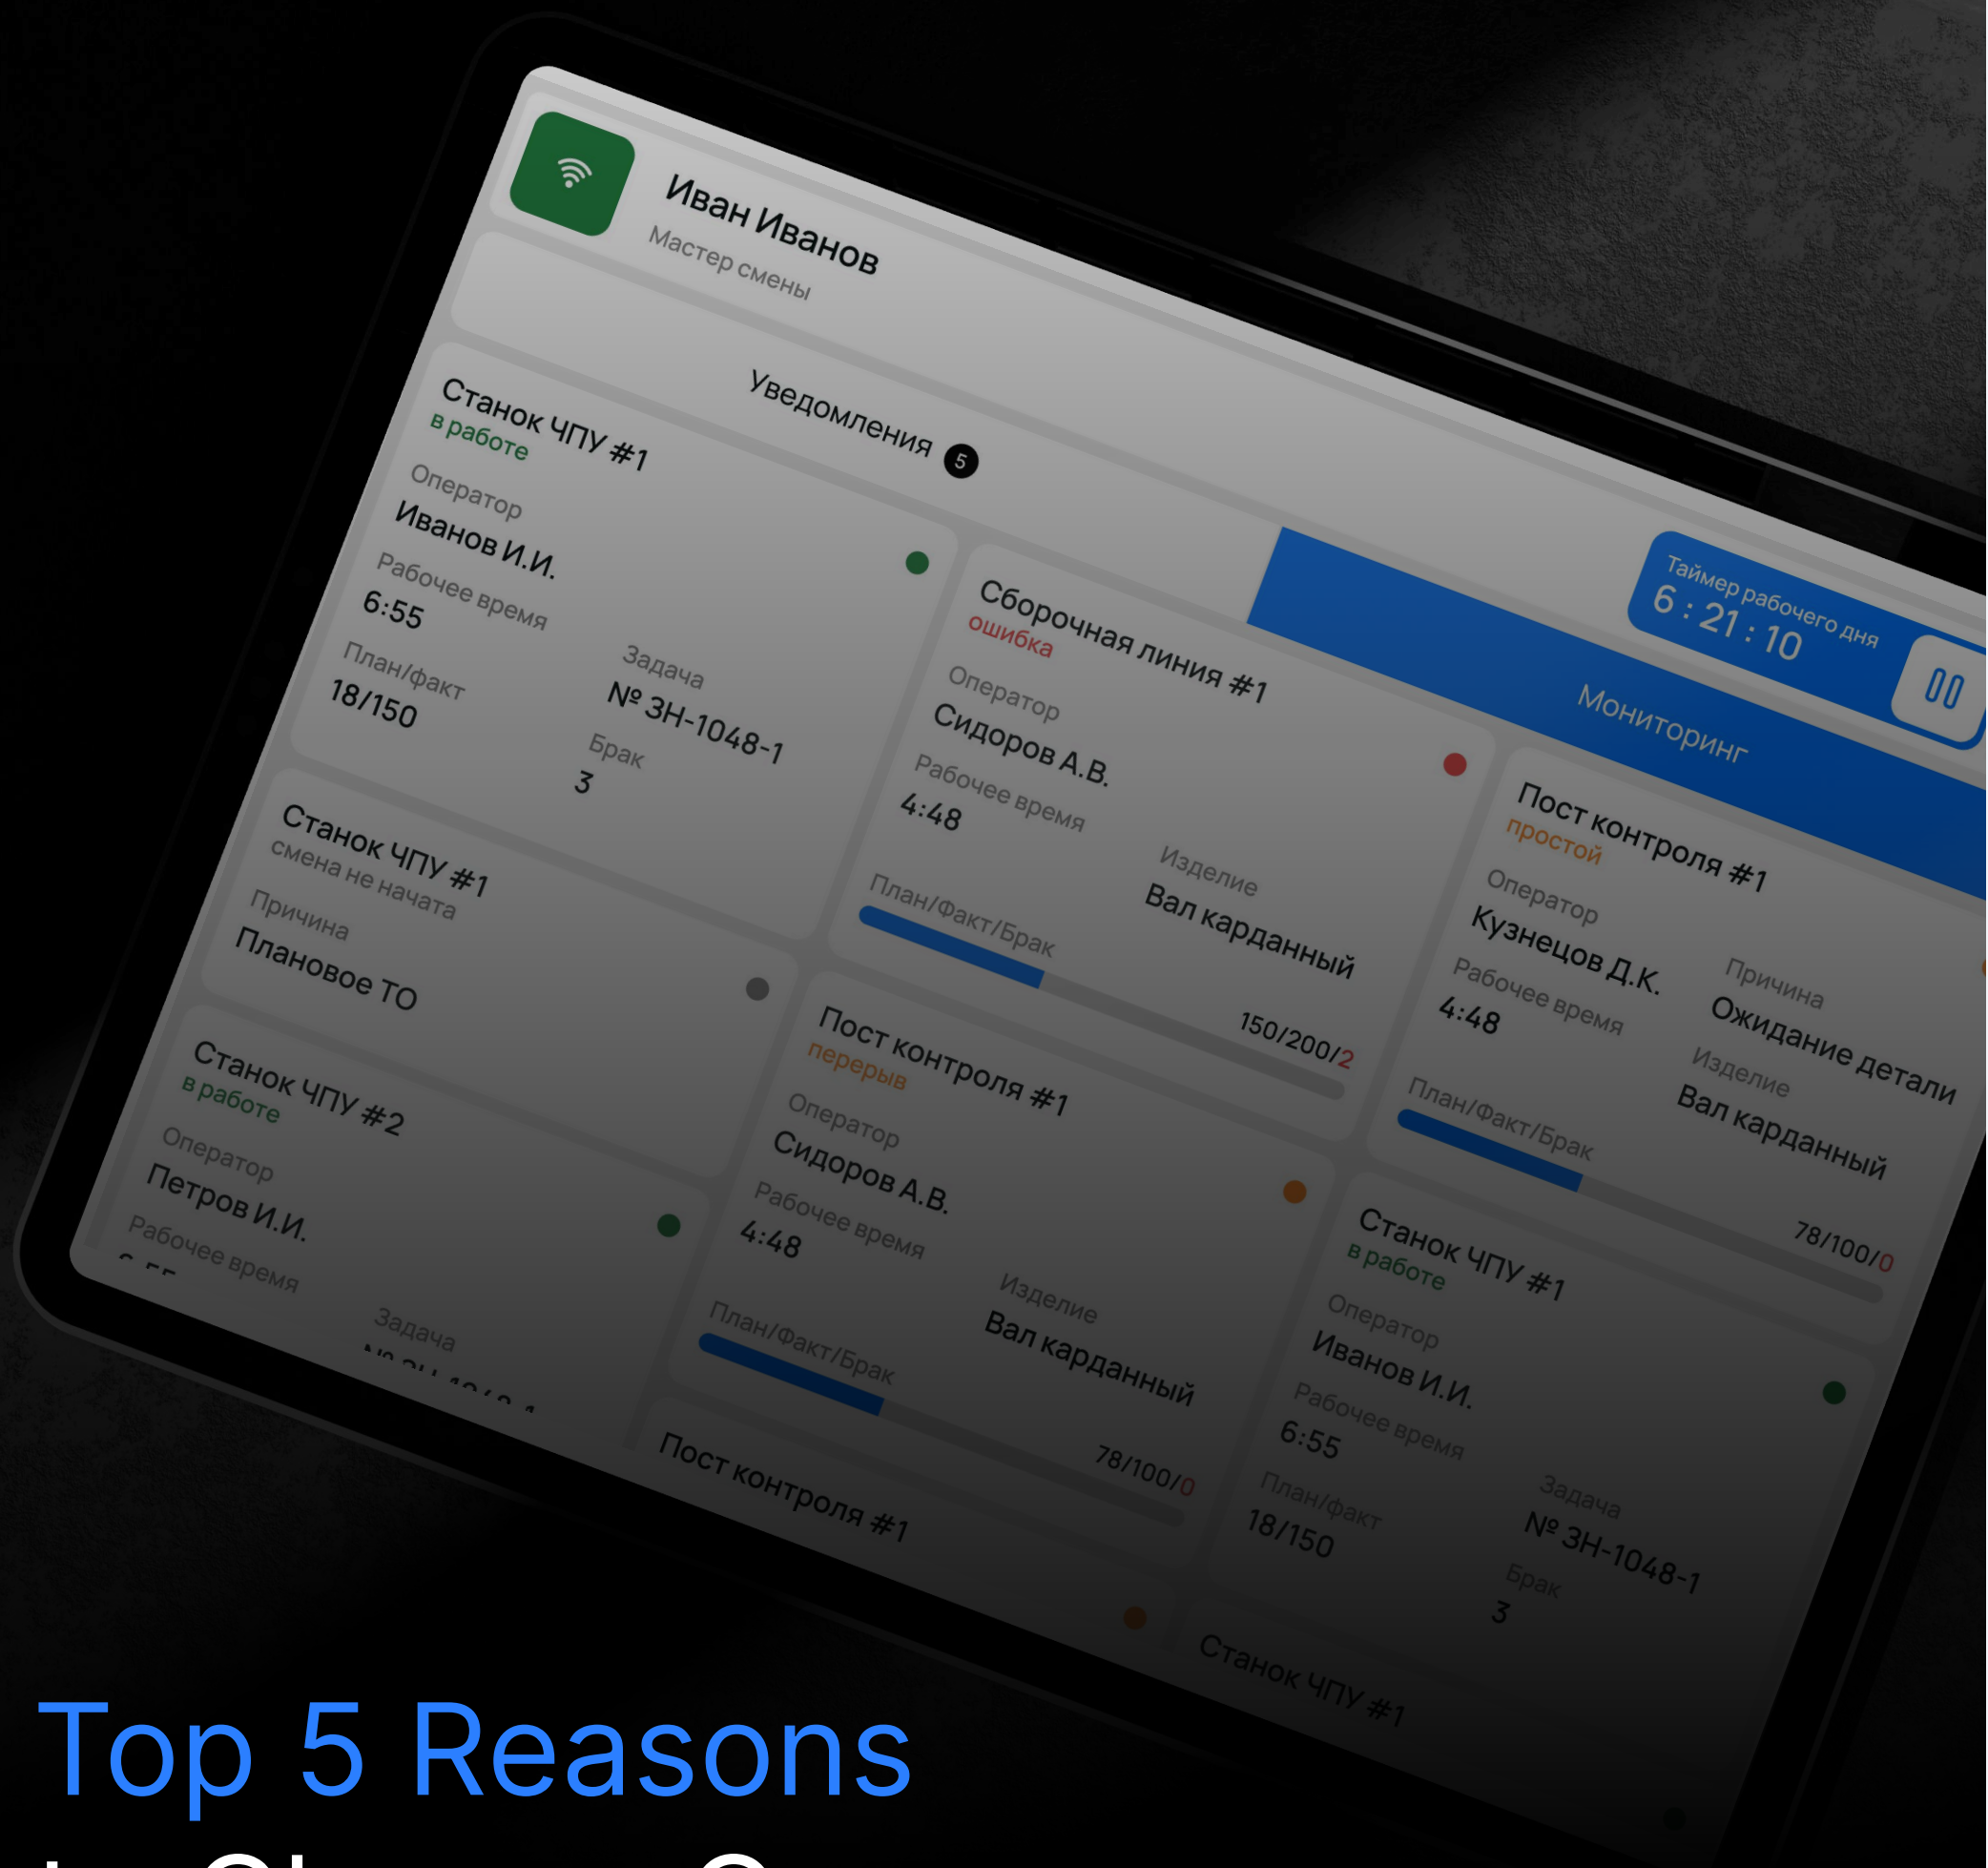 Иван Иванов
Мастер смены
Таймер рабочего дня
6 : 21 : 10
Уведомления 5
Мониторинг
Станок ЧПУ #1
в работе
Оператор
Иванов И.И.
Рабочее время
6:55
Задача
№ ЗН-1048-1
План/факт
18/150
Брак
3
Станок ЧПУ #1
смена не начата
Причина
Плановое ТО
Станок ЧПУ #2
в работе
Оператор
Петров И.И.
Рабочее время
Задача
Сборочная линия #1
ошибка
Оператор
Сидоров А.В.
Рабочее время
4:48
Изделие
Вал карданный
План/Факт/Брак
150/200/2
Пост контроля #1
перерыв
Оператор
Сидоров А.В.
Рабочее время
4:48
Изделие
Вал карданный
План/Факт/Брак
78/100/0
Пост контроля #1
Пост контроля #1
простой
Оператор
Кузнецов Д.К.
Причина
Ожидание детали
Рабочее время
4:48
Изделие
Вал карданный
План/Факт/Брак
78/100/0
Станок ЧПУ #1
в работе
Оператор
Иванов И.И.
Рабочее время
6:55
Задача
№ ЗН-1048-1
План/факт
18/150
Брак
3
Станок ЧПУ #1
Top 5 Reasons